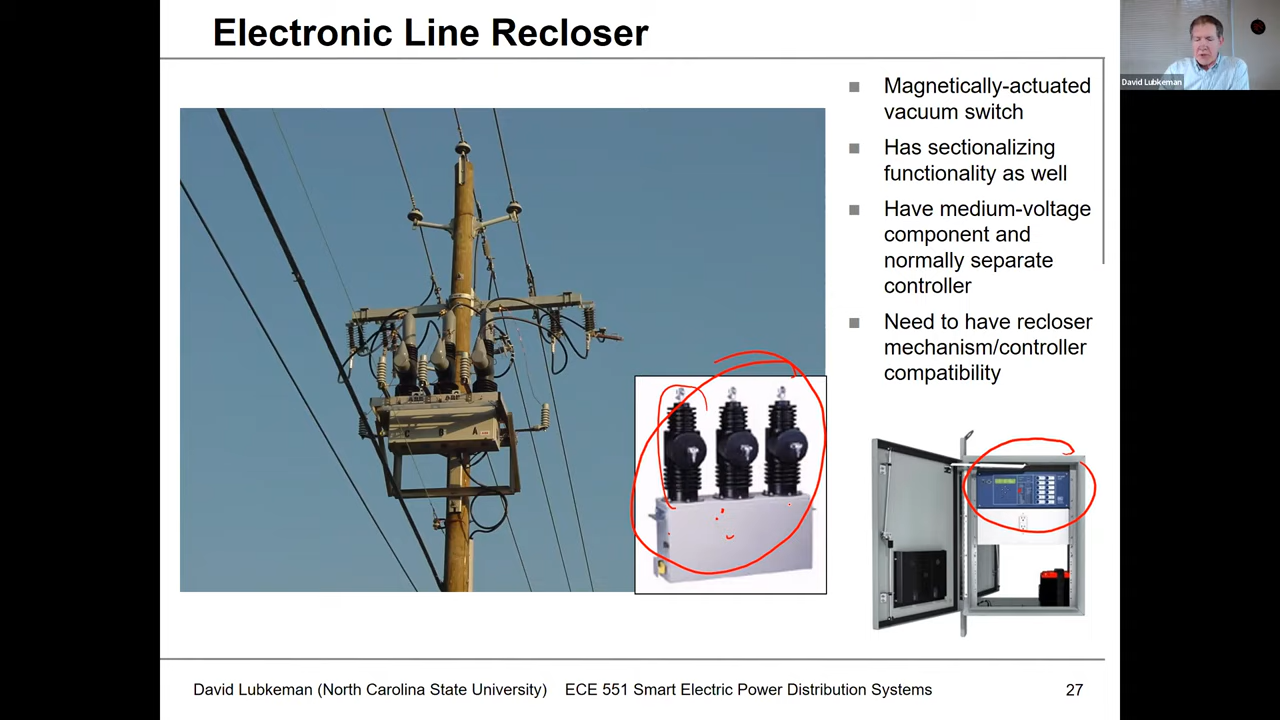 Electronic Line Recloser
David Lubkeman
Magnetically-actuated
vacuum switch
Has sectionalizing
functionality as well
Have medium-voltage
component and
normally separate
controller
Need to have recloser
mechanism/controller
compatibility
ABB ABB
C B A
David Lubkeman (North Carolina State University) ECE 551 Smart Electric Power Distribution Systems 27